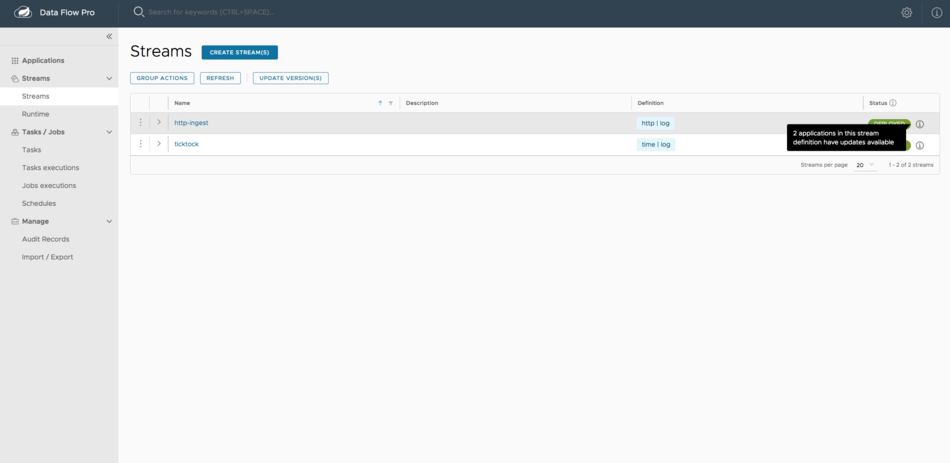 Data Flow Pro
Search for keywords (CTRL+SPACE)...
Applications
Streams
Streams
Runtime
Tasks / Jobs
Tasks
Tasks executions
Jobs executions
Schedules
Manage
Audit Records
Import / Export
Streams CREATE STREAM(S)
GROUP ACTIONS REFRESH UPDATE VERSION(S)
Name Description Definition Status
http-ingest http | log DEPLOYED
ticktock time | log
2 applications in this stream
definition have updates available
Streams per page 20 1 - 2 of 2 streams